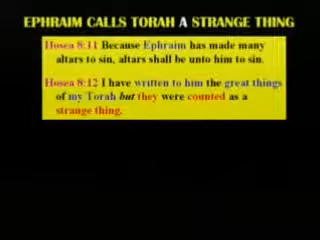 EPHRAIM CALLS TORAH A STRANGE THING
Hosea 8:11 Because Ephraim has made many
altars to sin, altars shall be unto him to sin.
Hosea 8:12 I have written to him the great things
of my Torah but they were counted as a
strange thing.